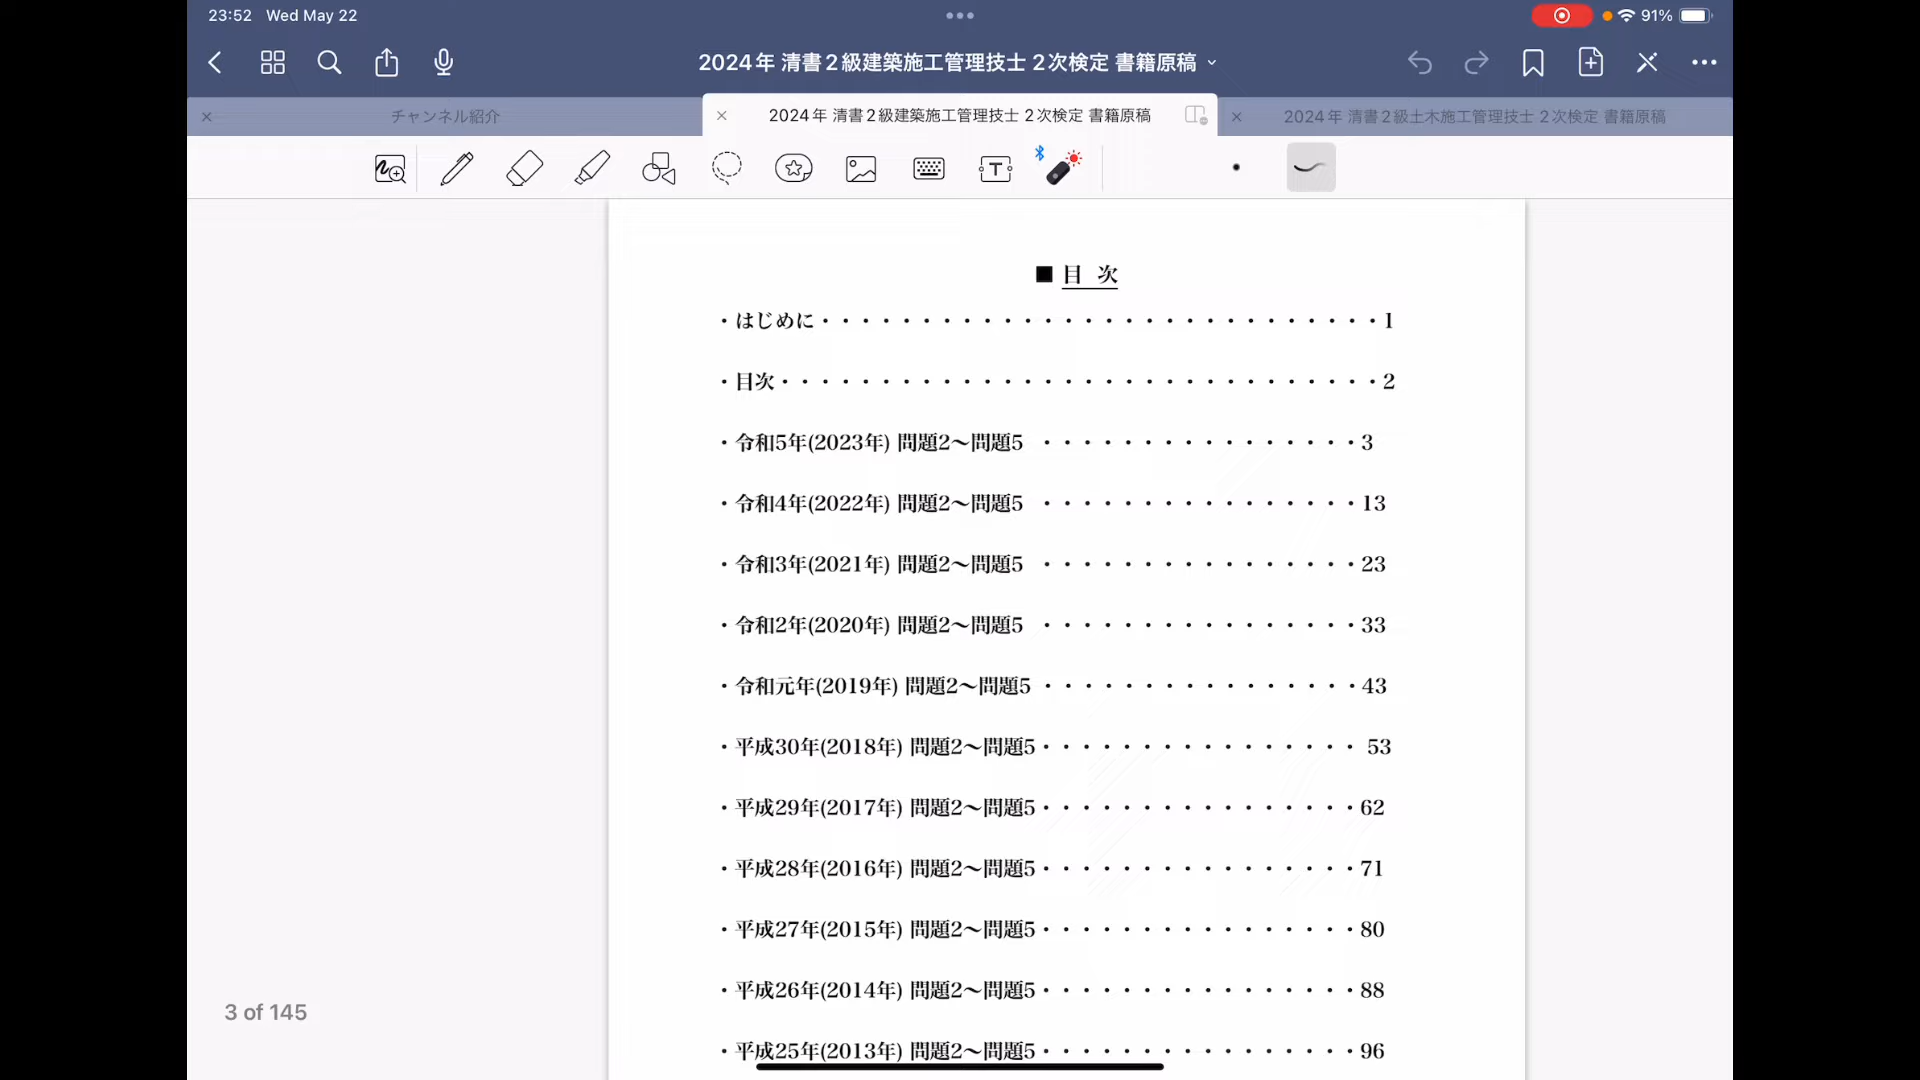 23:52 Wed May 22
91%
2024年 清書2級建築施工管理技士 2次検定 書籍原稿
チャンネル紹介
2024年 清書2級建築施工管理技士 2次検定 書籍原稿
2024年 清書2級土木施工管理技士 2次検定 書籍原稿
■ 目 次
・はじめに・・・・・・・・・・・・・・・・・・・・・・・・・・・・1
・目次・・・・・・・・・・・・・・・・・・・・・・・・・・・・・・2
・令和5年(2023年) 問題2〜問題5 ・・・・・・・・・・・・・・・・3
・令和4年(2022年) 問題2〜問題5 ・・・・・・・・・・・・・・・・13
・令和3年(2021年) 問題2〜問題5 ・・・・・・・・・・・・・・・・23
・令和2年(2020年) 問題2〜問題5 ・・・・・・・・・・・・・・・・33
・令和元年(2019年) 問題2〜問題5 ・・・・・・・・・・・・・・・・43
・平成30年(2018年) 問題2〜問題5・・・・・・・・・・・・・・・・ 53
・平成29年(2017年) 問題2〜問題5・・・・・・・・・・・・・・・・62
・平成28年(2016年) 問題2〜問題5・・・・・・・・・・・・・・・・71
・平成27年(2015年) 問題2〜問題5・・・・・・・・・・・・・・・・80
・平成26年(2014年) 問題2〜問題5・・・・・・・・・・・・・・・・88
・平成25年(2013年) 問題2〜問題5・・・・・・・・・・・・・・・・96
3 of 145